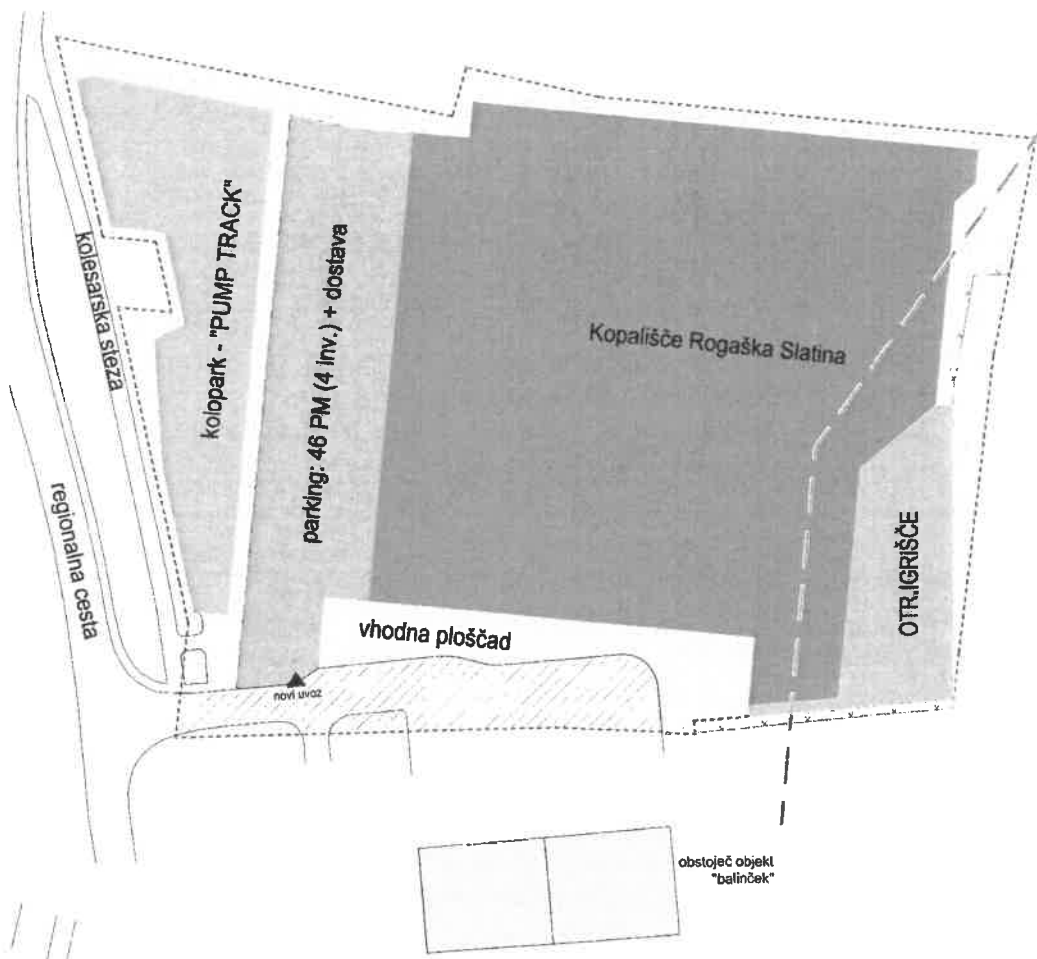 kolesarska steza
kolopark - "PUMP TRACK"
parking: 46 PM (4 inv.) + dostava
Kopališče Rogaška Slatina
regionalna cesta
OTR.IGRIŠČE
vhodna ploščad
novi uvoz
obstoječ objekt
"balinček"